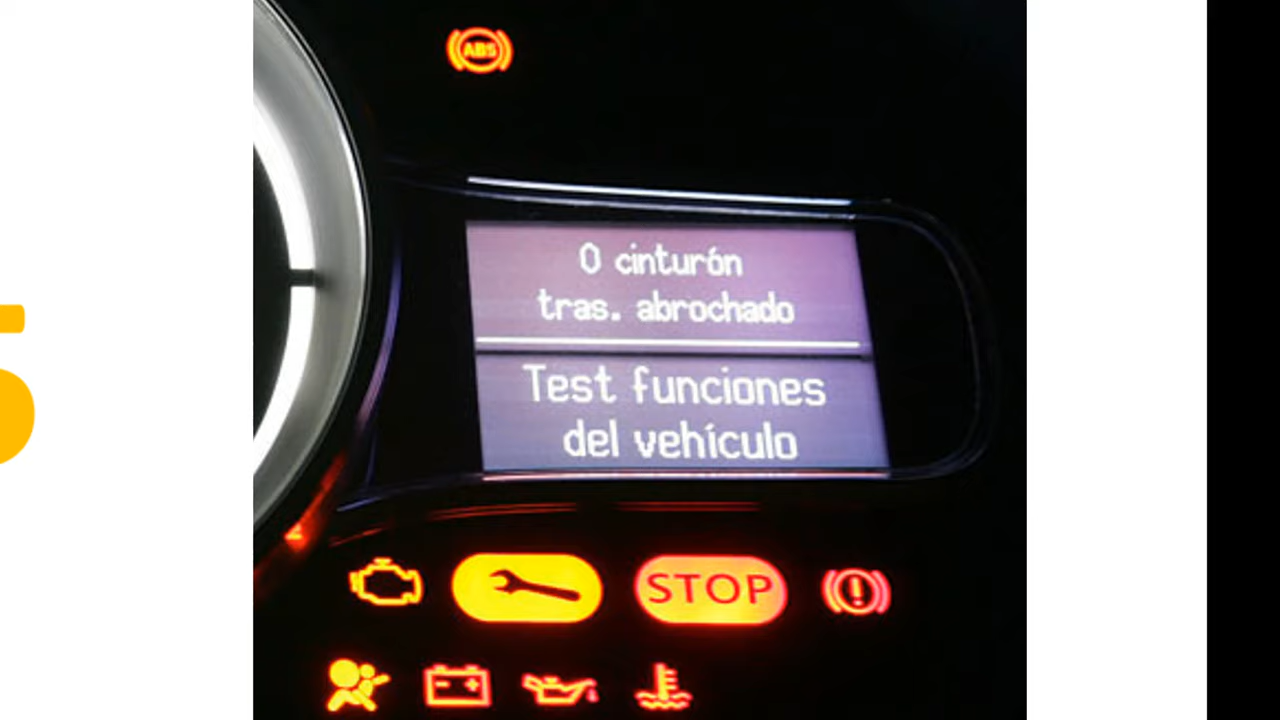 ABS
0 cinturón
tras. abrochado
Test funciones
del vehículo
STOP